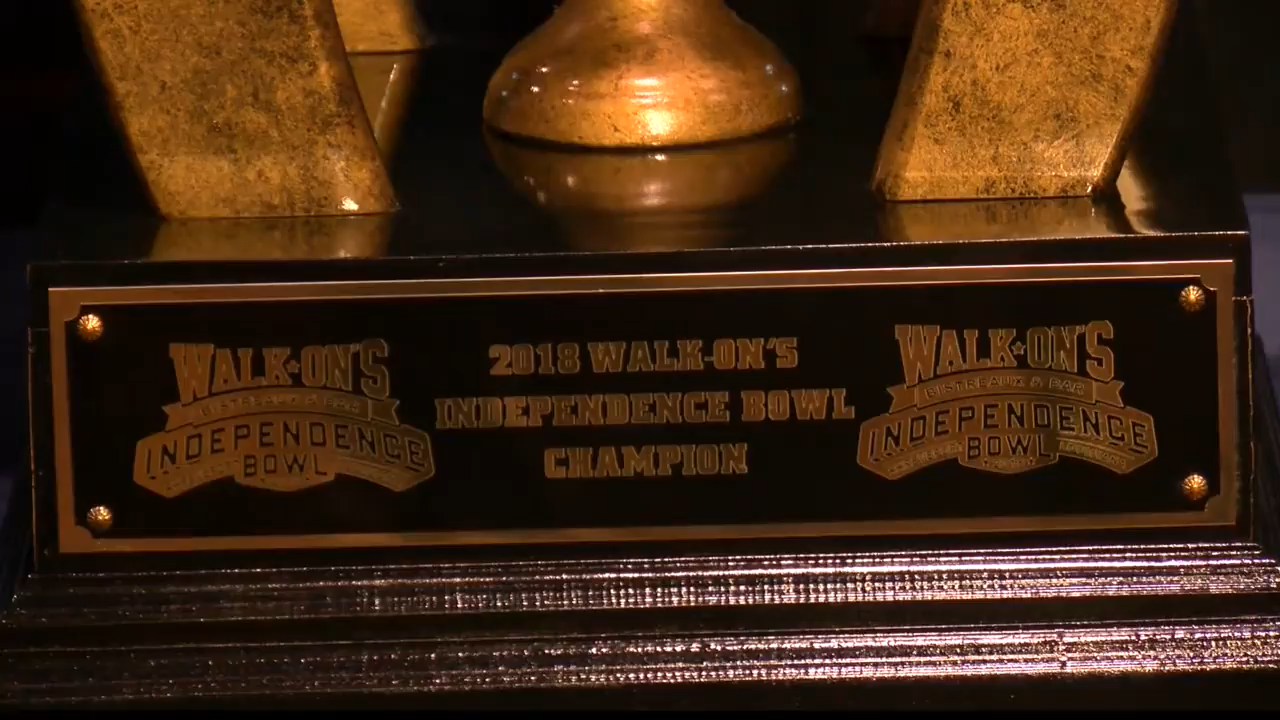 WALK-ON'S
BISTREAUX & BAR
INDEPENDENCE
BOWL
2018 WALK-ON'S
INDEPENDENCE BOWL
CHAMPION
WALK-ON'S
BISTREAUX & BAR
INDEPENDENCE
BOWL